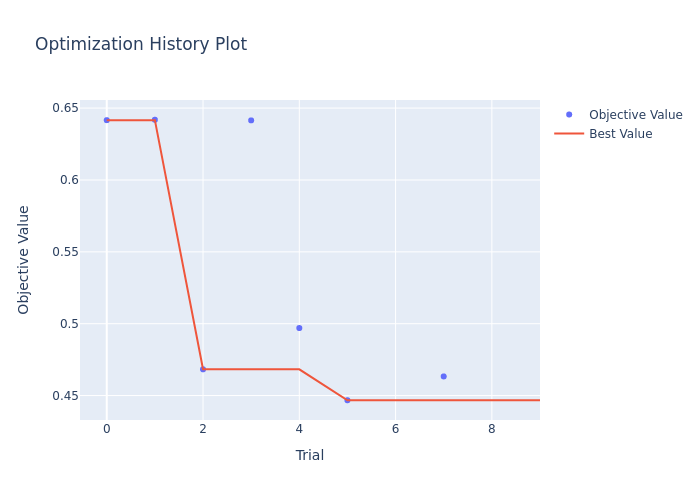 Optimization History Plot
Objective Value
Best Value
0.65
0.6
0.55
0.5
0.45
Objective Value
0
2
4
6
8
Trial